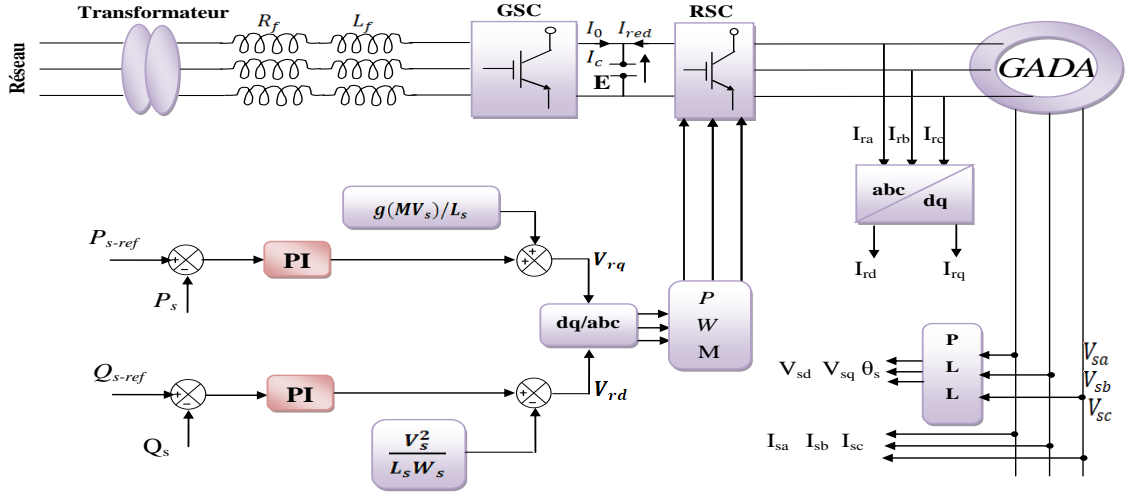 Transformateur
R_f
L_f
GSC
RSC
I_0
I_red
I_c
E
Réseau
GADA
I_ra
I_rb
I_rc
abc
dq
I_rd
I_rq
g(MV_s)/L_s
P_s-ref
+
−
PI
+
+
V_rq
P_s
dq/abc
P
W
M
Q_s-ref
+
−
PI
+
−
V_rd
Q_s
V_s^2
L_sW_s
P
L
L
V_sd V_sq θ_s
V_sa
V_sb
V_sc
I_sa I_sb I_sc